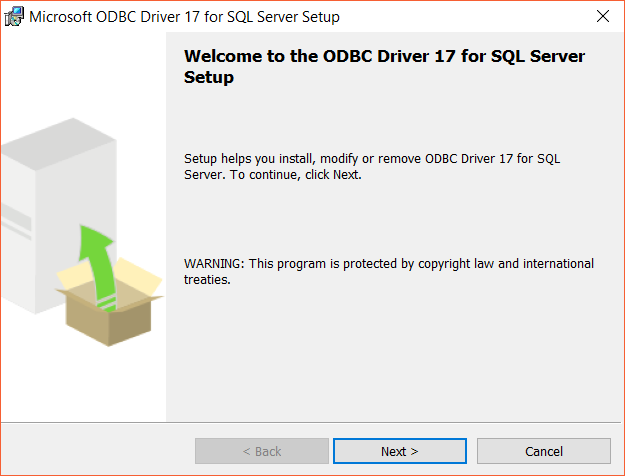 Microsoft ODBC Driver 17 for SQL Server Setup
Welcome to the ODBC Driver 17 for SQL Server
Setup
Setup helps you install, modify or remove ODBC Driver 17 for SQL
Server. To continue, click Next.
WARNING: This program is protected by copyright law and international
treaties.
< Back
Next >
Cancel